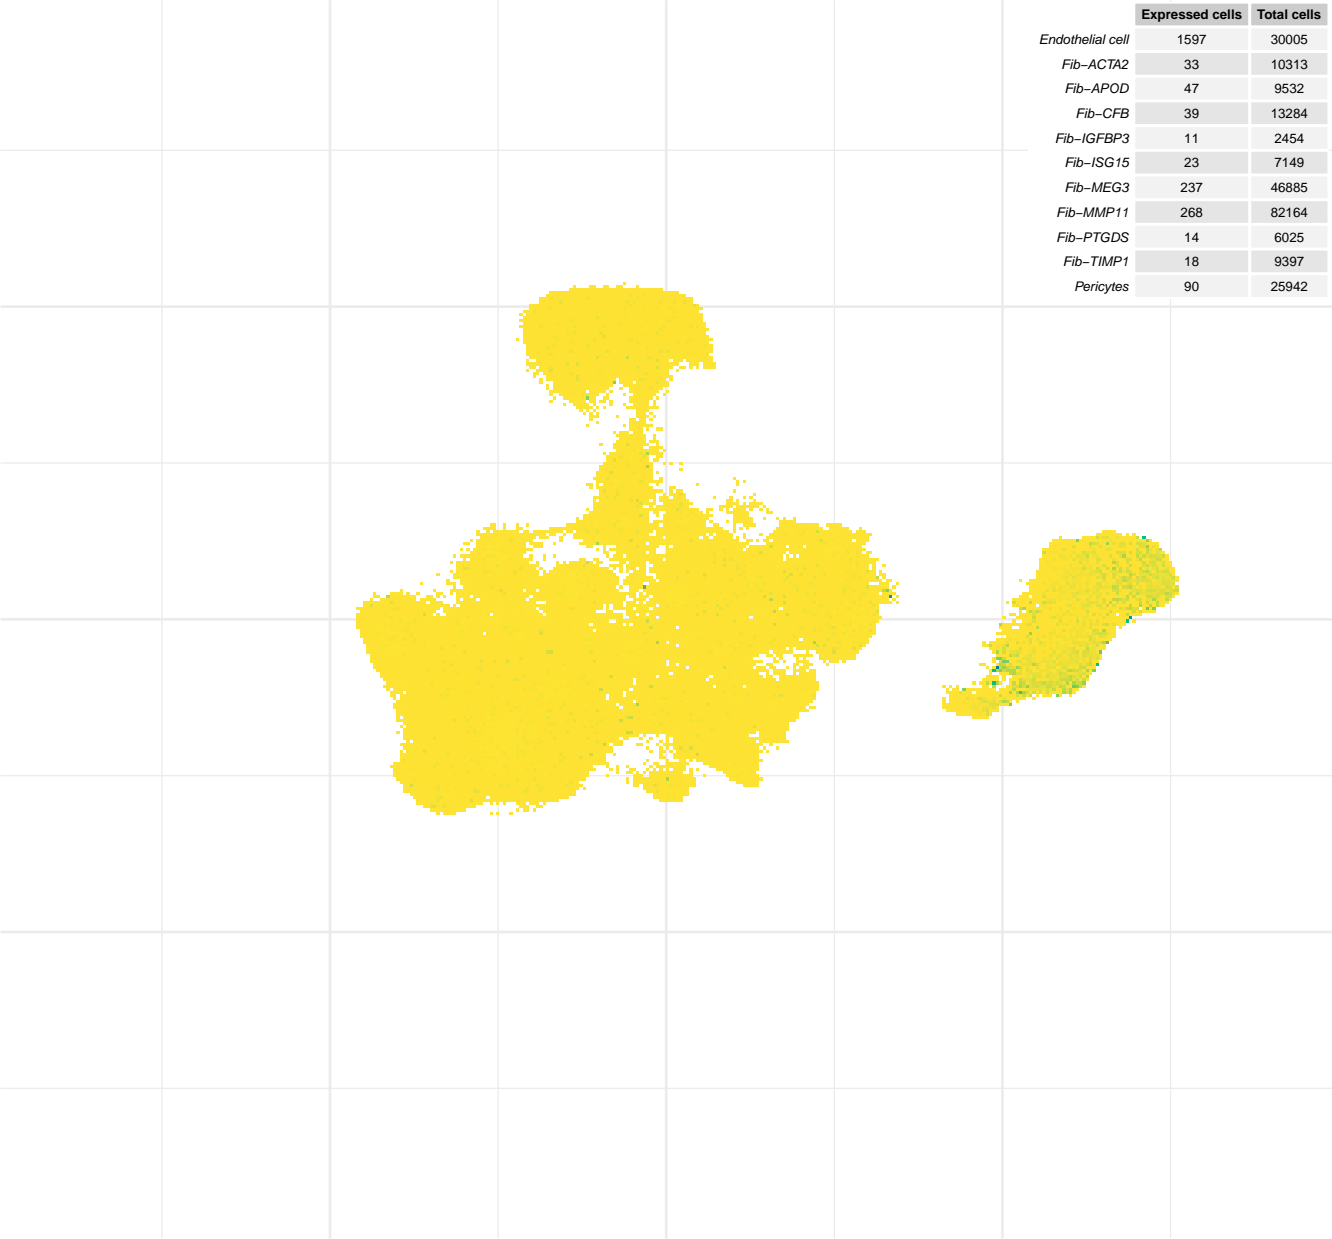 Expressed cells Total cells
Endothelial cell 1597 30005
Fib−ACTA2 33 10313
Fib−APOD 47 9532
Fib−CFB 39 13284
Fib−IGFBP3 11 2454
Fib−ISG15 23 7149
Fib−MEG3 237 46885
Fib−MMP11 268 82164
Fib−PTGDS 14 6025
Fib−TIMP1 18 9397
Pericytes 90 25942